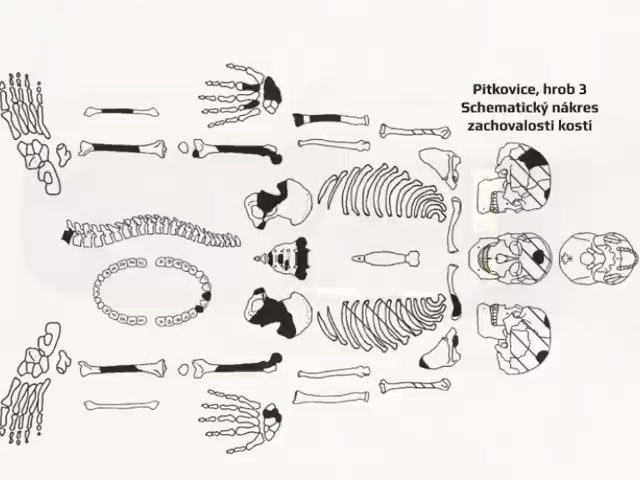 Pitkovice, hrob 3
Schematický nákres
zachovalosti kostí